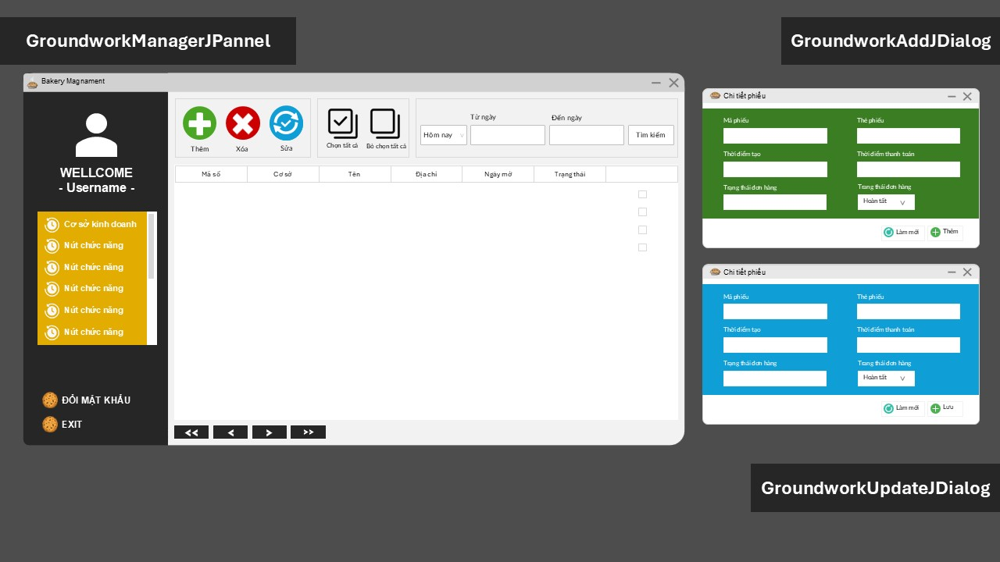 GroundworkManagerJPannel
GroundworkAddJDialog
Bakery Magnament
WELLCOME
- Username -
Cơ sở kinh doanh
Nút chức năng
Nút chức năng
Nút chức năng
Nút chức năng
Nút chức năng
ĐỔI MẬT KHẨU
EXIT
Thêm
Xóa
Sửa
Chọn tất cả
Bỏ chọn tất cả
Từ ngày
Đến ngày
Hôm nay
Tìm kiếm
Mã số
Cơ sở
Tên
Địa chỉ
Ngày mở
Trạng thái
<<
<
>
>>
Chi tiết phiếu
Mã phiếu
Thẻ phiếu
Thời điểm tạo
Thời điểm thanh toán
Trạng thái đơn hàng
Trạng thái đơn hàng
Hoàn tất
Làm mới
Thêm
Chi tiết phiếu
Mã phiếu
Thẻ phiếu
Thời điểm tạo
Thời điểm thanh toán
Trạng thái đơn hàng
Trạng thái đơn hàng
Hoàn tất
Làm mới
Lưu
GroundworkUpdateJDialog